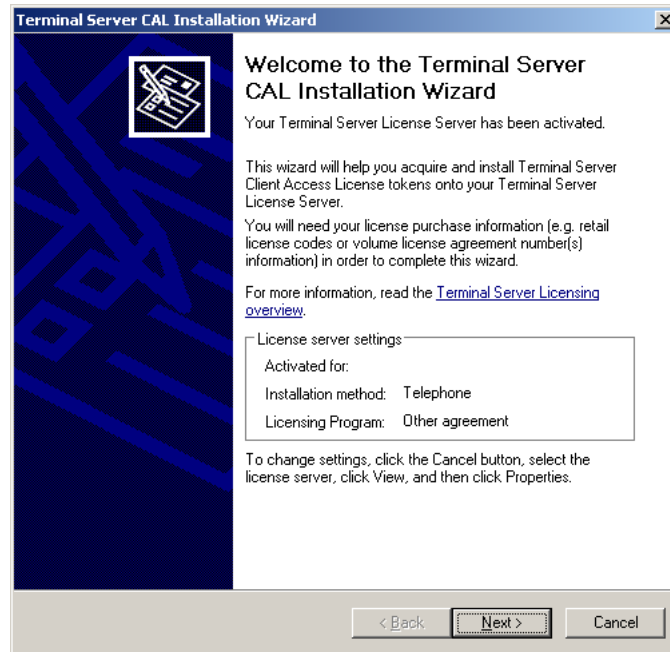 Terminal Server CAL Installation Wizard
Welcome to the Terminal Server
CAL Installation Wizard
Your Terminal Server License Server has been activated.
This wizard will help you acquire and install Terminal Server
Client Access License tokens onto your Terminal Server
License Server.
You will need your license purchase information (e.g. retail
license codes or volume license agreement number(s)
information) in order to complete this wizard.
For more information, read the Terminal Server Licensing
overview.
License server settings
Activated for:
Installation method: Telephone
Licensing Program: Other agreement
To change settings, click the Cancel button, select the
license server, click View, and then click Properties.
< Back Next > Cancel